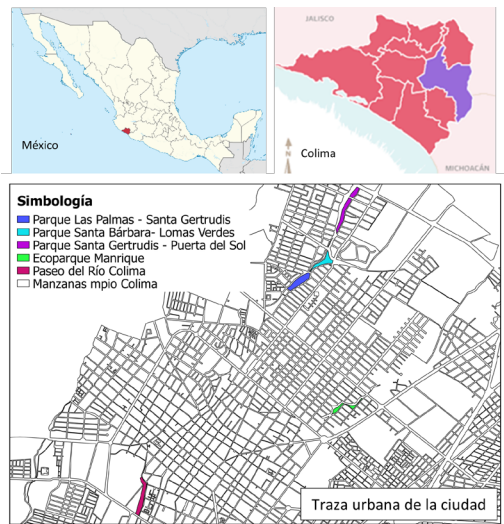 México
JALISCO
Colima
MICHOACÁN
Simbología
Parque Las Palmas - Santa Gertrudis
Parque Santa Bárbara- Lomas Verdes
Parque Santa Gertrudis - Puerta del Sol
Ecoparque Manrique
Paseo del Río Colima
Manzanas mpio Colima
Traza urbana de la ciudad